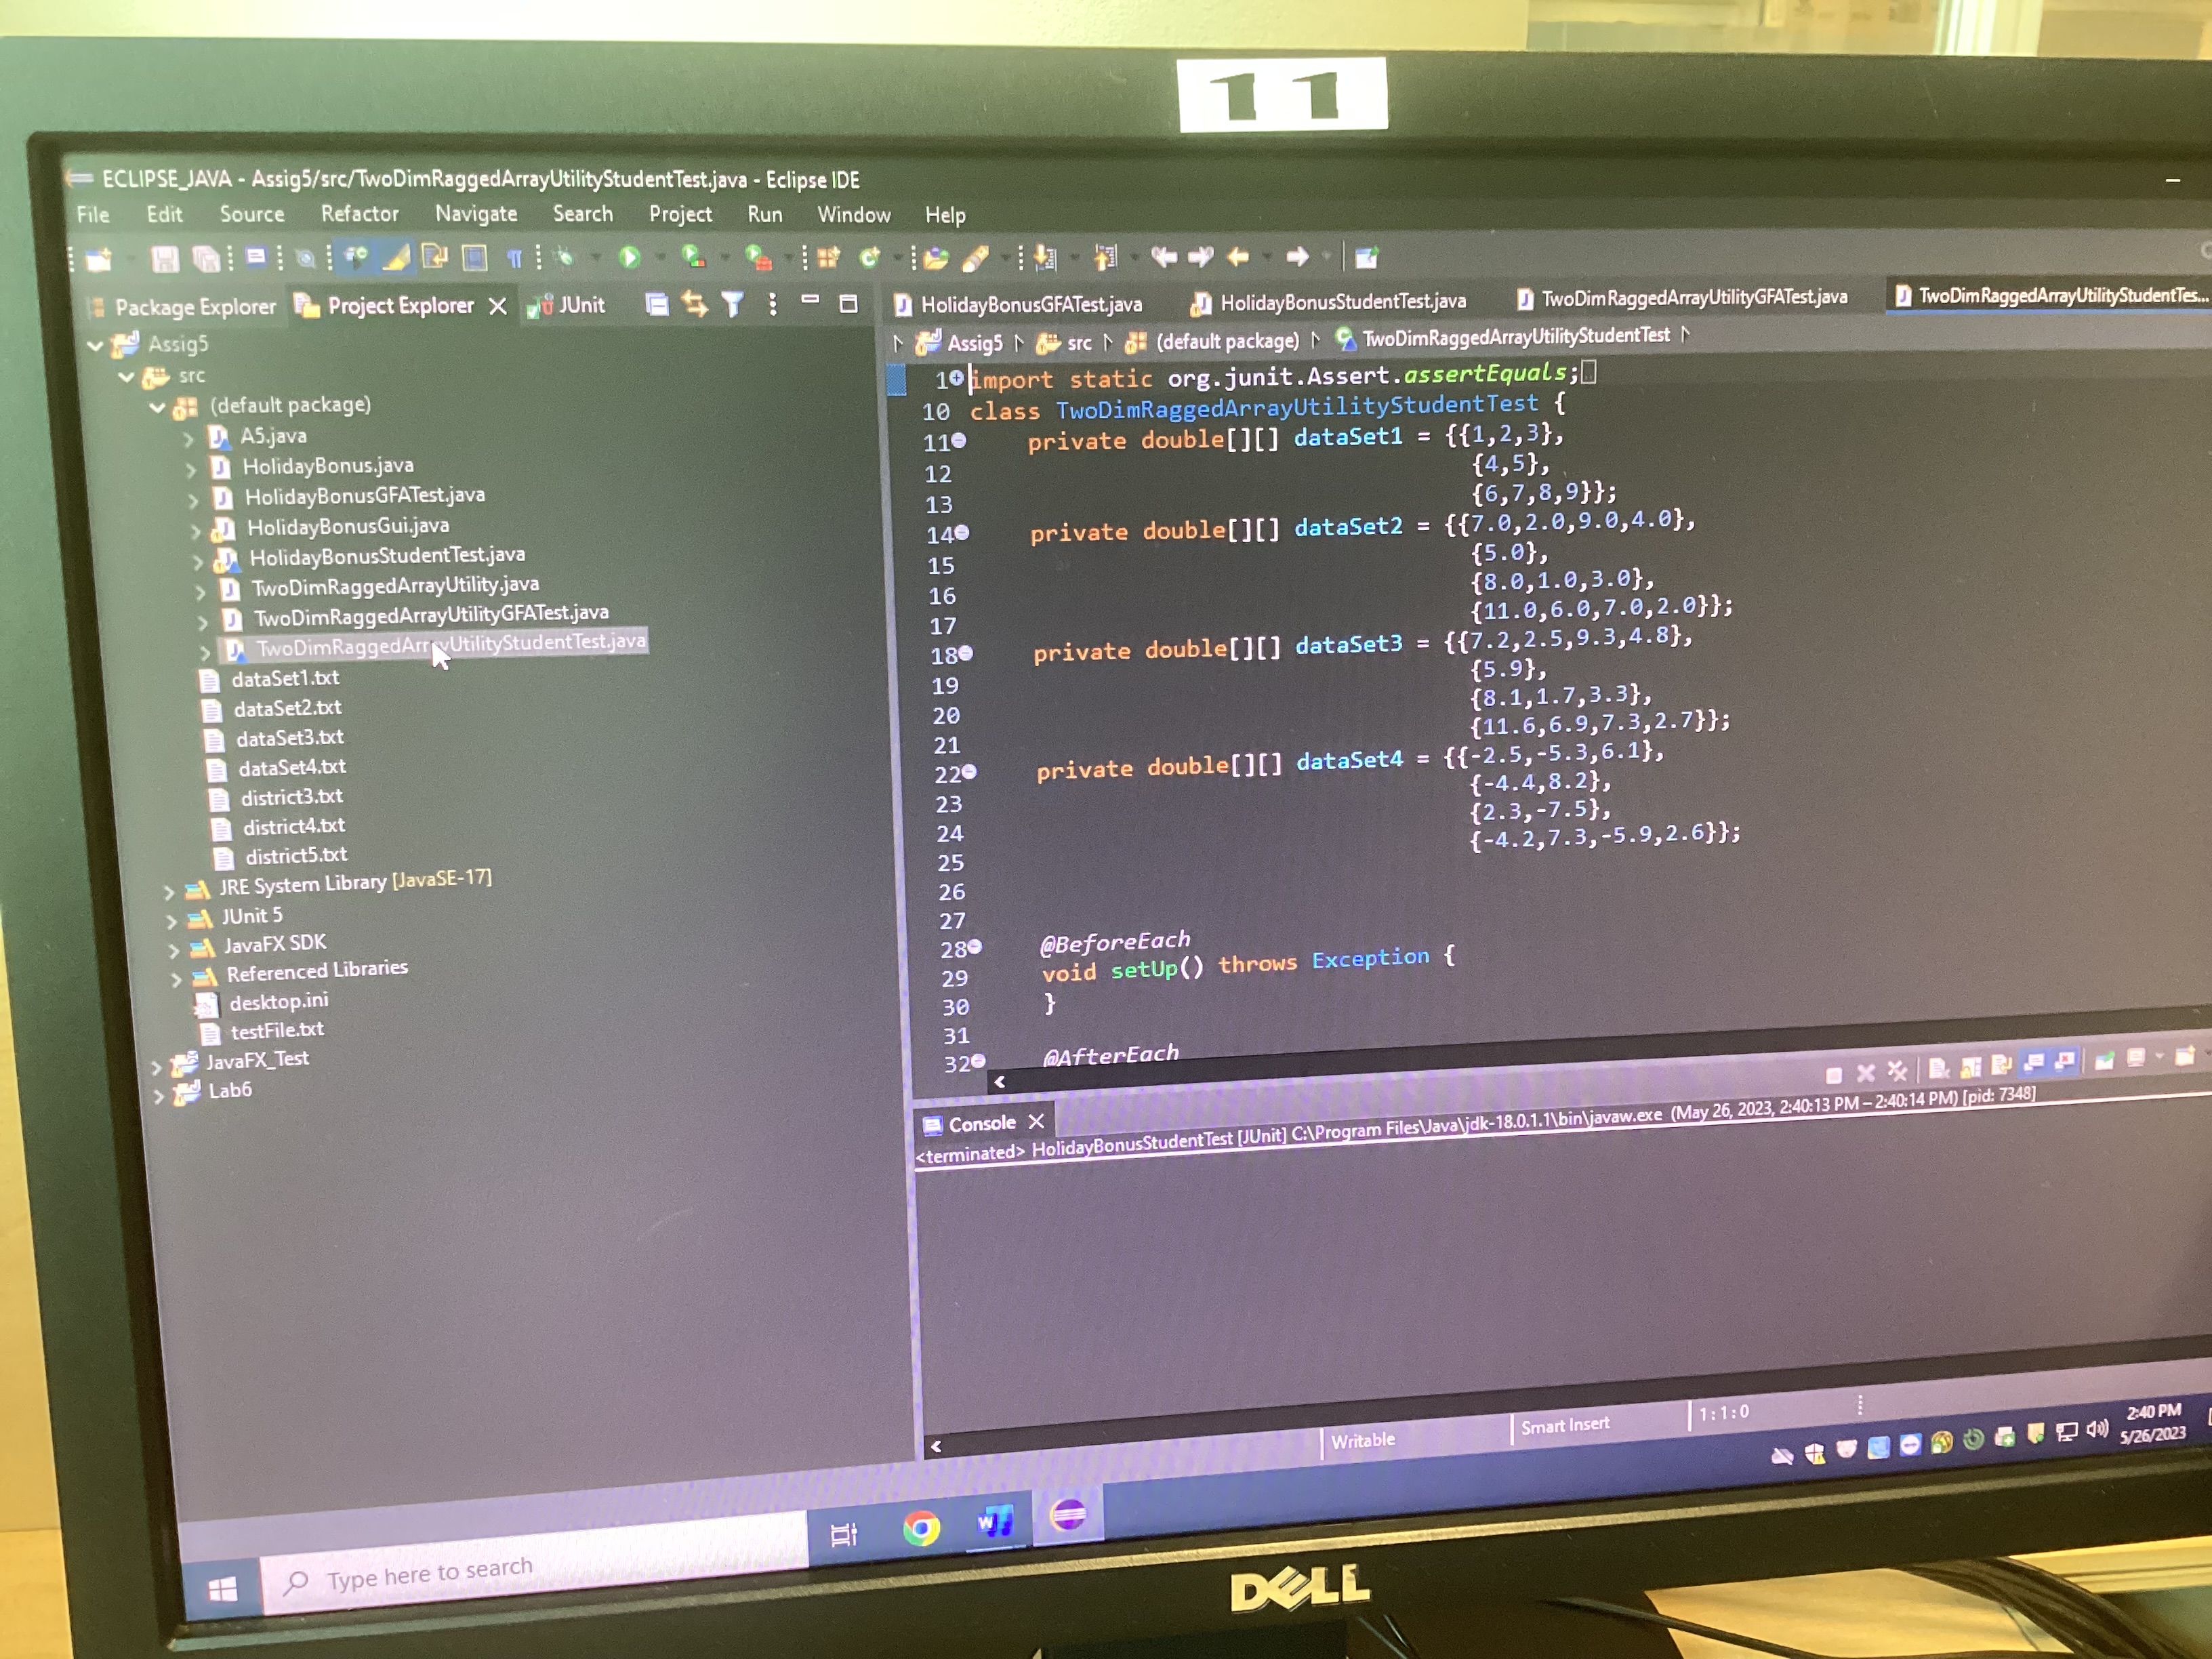 11
ECLIPSE_JAVA - Assig5/src/TwoDimRaggedArrayUtilityStudentTest.java - Eclipse IDE
File Edit Source Refactor Navigate Search Project Run Window Help
Package Explorer Project Explorer JUnit
Assig5
src
(default package)
A5.java
HolidayBonus.java
HolidayBonusGFATest.java
HolidayBonusGui.java
HolidayBonusStudentTest.java
TwoDimRaggedArrayUtility.java
TwoDimRaggedArrayUtilityGFATest.java
TwoDimRaggedArrayUtilityStudentTest.java
dataSet1.txt
dataSet2.txt
dataSet3.txt
dataSet4.txt
district3.txt
district4.txt
district5.txt
JRE System Library [JavaSE-17]
JUnit 5
JavaFX SDK
Referenced Libraries
desktop.ini
testFile.txt
JavaFX_Test
Lab6
HolidayBonusGFATest.java HolidayBonusStudentTest.java TwoDimRaggedArrayUtilityGFATest.java TwoDimRaggedArrayUtilityStudentTes...
Assig5 src (default package) TwoDimRaggedArrayUtilityStudentTest
1 import static org.junit.Assert.assertEquals;
10 class TwoDimRaggedArrayUtilityStudentTest {
11 private double[][] dataSet1 = {{1,2,3},
12 {4,5},
13 {6,7,8,9}};
14 private double[][] dataSet2 = {{7.0,2.0,9.0,4.0},
15 {5.0},
16 {8.0,1.0,3.0},
17 {11.0,6.0,7.0,2.0}};
18 private double[][] dataSet3 = {{7.2,2.5,9.3,4.8},
19 {5.9},
20 {8.1,1.7,3.3},
21 {11.6,6.9,7.3,2.7}};
22 private double[][] dataSet4 = {{-2.5,-5.3,6.1},
23 {-4.4,8.2},
24 {2.3,-7.5},
25 {-4.2,7.3,-5.9,2.6}};
26
27
28 @BeforeEach
29 void setUp() throws Exception {
30 }
31
32 @AfterEach
Console
<terminated> HolidayBonusStudentTest [JUnit] C:\Program Files\Java\jdk-18.0.1.1\bin\javaw.exe (May 26, 2023, 2:40:13 PM – 2:40:14 PM) [pid: 7348]
Writable Smart Insert 1:1:0
Type here to search
2:40 PM
5/26/2023
DELL